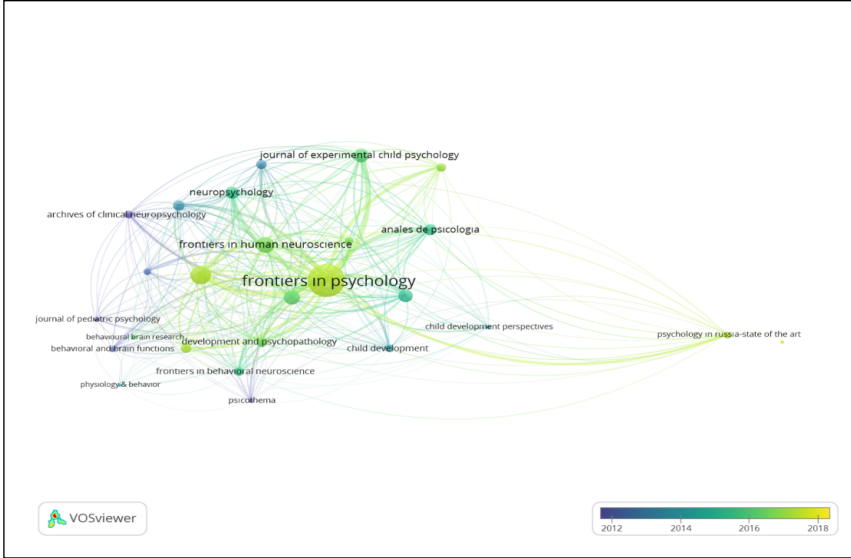 journal of experimental child psychology
neuropsychology
archives of clinical neuropsychology
anales de psicologia
frontiers in human neuroscience
frontiers in psychology
journal of pediatric psychology
child development perspectives
behavioural brain research
development and psychopathology
psychology in russia-state of the art
behavioral and brain functions
child development
frontiers in behavioral neuroscience
physiology & behavior
psicothema
VOSviewer
2012 2014 2016 2018